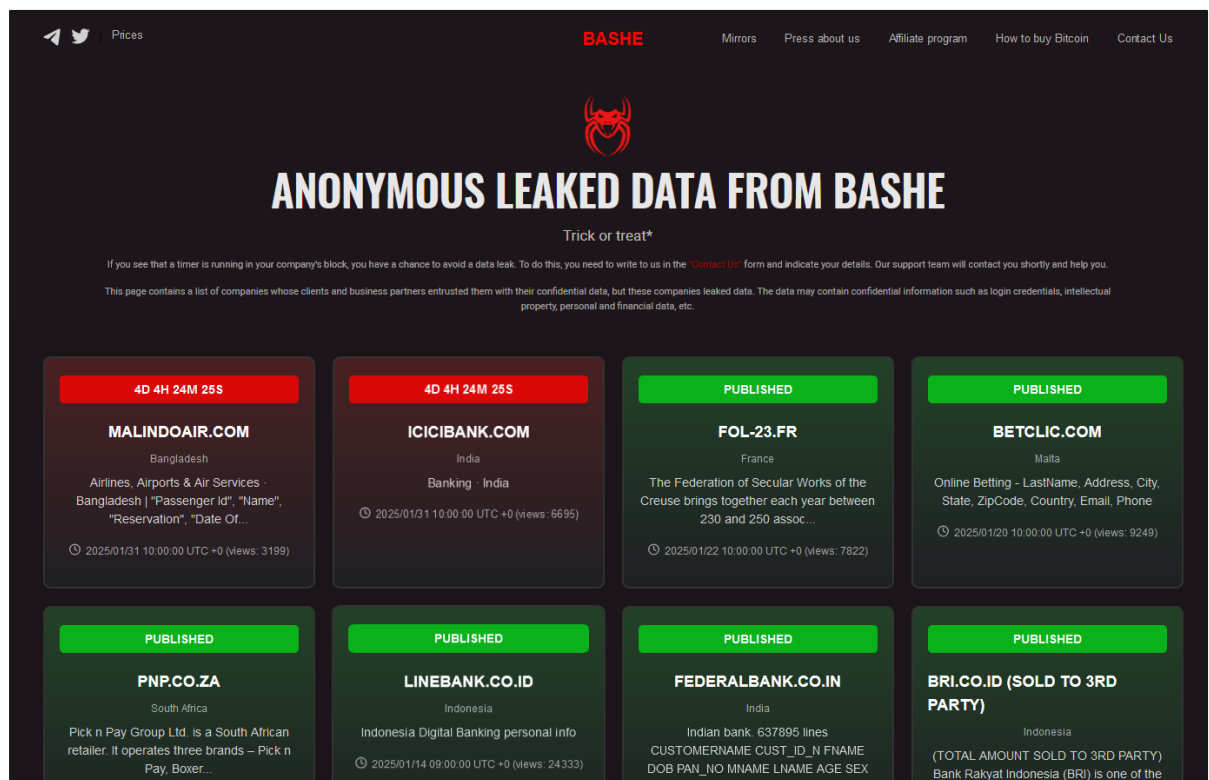 Prices
BASHE
Mirrors
Press about us
Affiliate program
How to buy Bitcoin
Contact Us
ANONYMOUS LEAKED DATA FROM BASHE
Trick or treat*
If you see that a timer is running in your company's block, you have a chance to avoid a data leak. To do this, you need to write to us in the "Contact Us" form and indicate your details. Our support team will contact you shortly and help you.
This page contains a list of companies whose clients and business partners entrusted them with their confidential data, but these companies leaked data. The data may contain confidential information such as login credentials, intellectual
property, personal and financial data, etc.
4D 4H 24M 25S
MALINDOAIR.COM
Bangladesh
Airlines, Airports & Air Services ·
Bangladesh | "Passenger Id", "Name",
"Reservation", "Date Of...
2025/01/31 10:00:00 UTC +0 (views: 3199)
4D 4H 24M 25S
ICICIBANK.COM
India
Banking · India
2025/01/31 10:00:00 UTC +0 (views: 6695)
PUBLISHED
FOL-23.FR
France
The Federation of Secular Works of the
Creuse brings together each year between
230 and 250 assoc...
2025/01/22 10:00:00 UTC +0 (views: 7822)
PUBLISHED
BETCLIC.COM
Malta
Online Betting - LastName, Address, City,
State, ZipCode, Country, Email, Phone
2025/01/20 10:00:00 UTC +0 (views: 9249)
PUBLISHED
PNP.CO.ZA
South Africa
Pick n Pay Group Ltd. is a South African
retailer. It operates three brands – Pick n
Pay, Boxer...
PUBLISHED
LINEBANK.CO.ID
Indonesia
Indonesia Digital Banking personal info
2025/01/14 09:00:00 UTC +0 (views: 24333)
PUBLISHED
FEDERALBANK.CO.IN
India
Indian bank. 637895 lines
CUSTOMERNAME CUST_ID_N FNAME
DOB PAN_NO MNAME LNAME AGE SEX
PUBLISHED
BRI.CO.ID (SOLD TO 3RD
PARTY)
Indonesia
(TOTAL AMOUNT SOLD TO 3RD PARTY)
Bank Rakyat Indonesia (BRI) is one of the